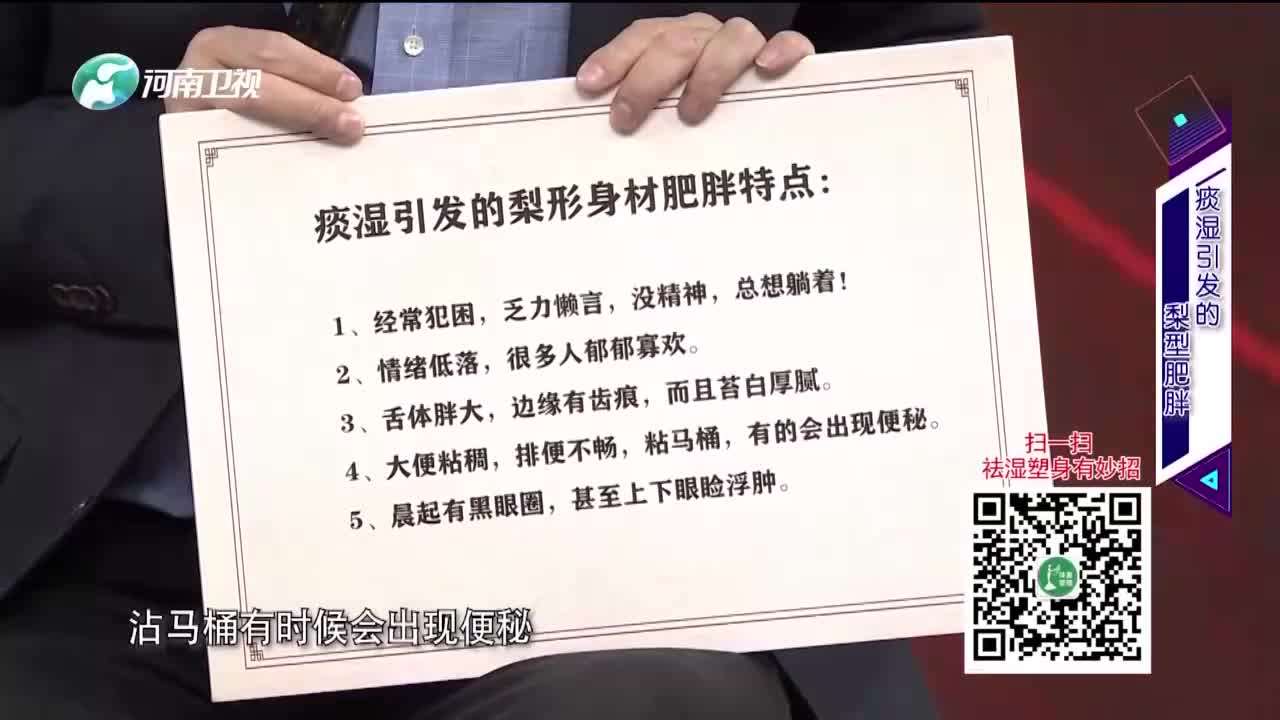 河南卫视
痰湿引发的梨形身材肥胖特点：
1、经常犯困，乏力懒言，没精神，总想躺着！
2、情绪低落，很多人郁郁寡欢。
3、舌体胖大，边缘有齿痕，而且苔白厚腻。
4、大便粘稠，排便不畅，粘马桶，有的会出现便秘。
5、晨起有黑眼圈，甚至上下眼睑浮肿。
痰湿引发的
梨型肥胖
扫一扫
祛湿塑身有妙招
沾马桶有时候会出现便秘